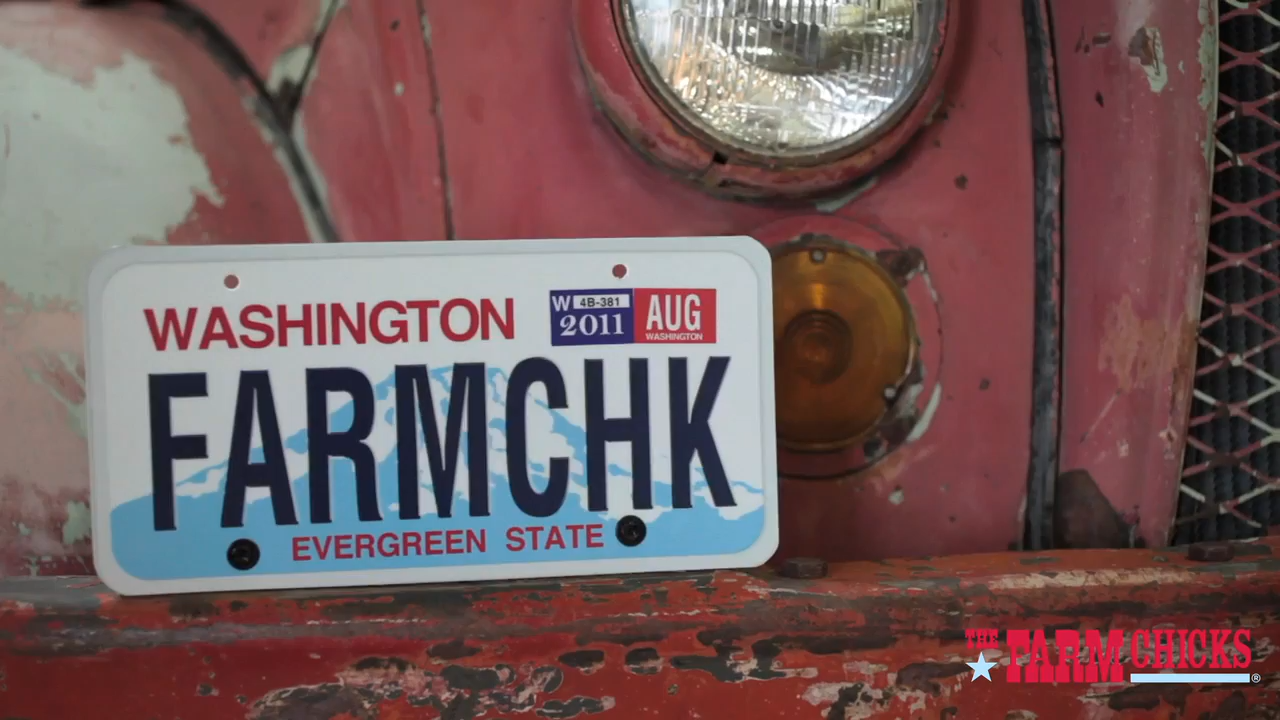 WASHINGTON
W 4B-381
2011
AUG
WASHINGTON
FARMCHK
EVERGREEN STATE
THE FARM CHICKS®